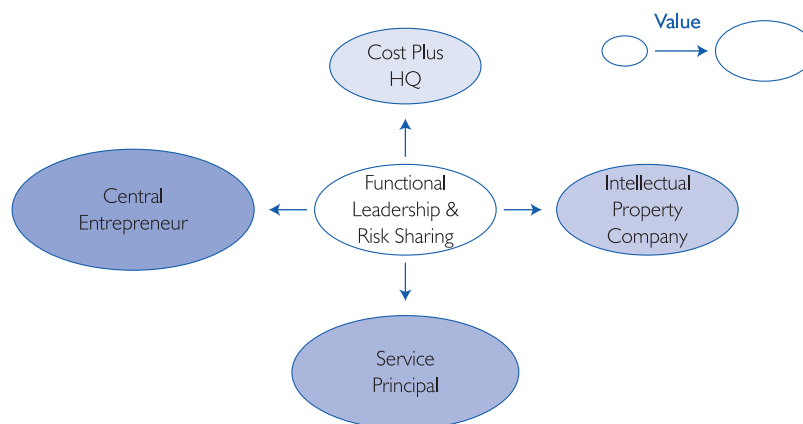 Value
Cost Plus
HQ
Central
Entrepreneur
Functional
Leadership &
Risk Sharing
Intellectual
Property
Company
Service
Principal